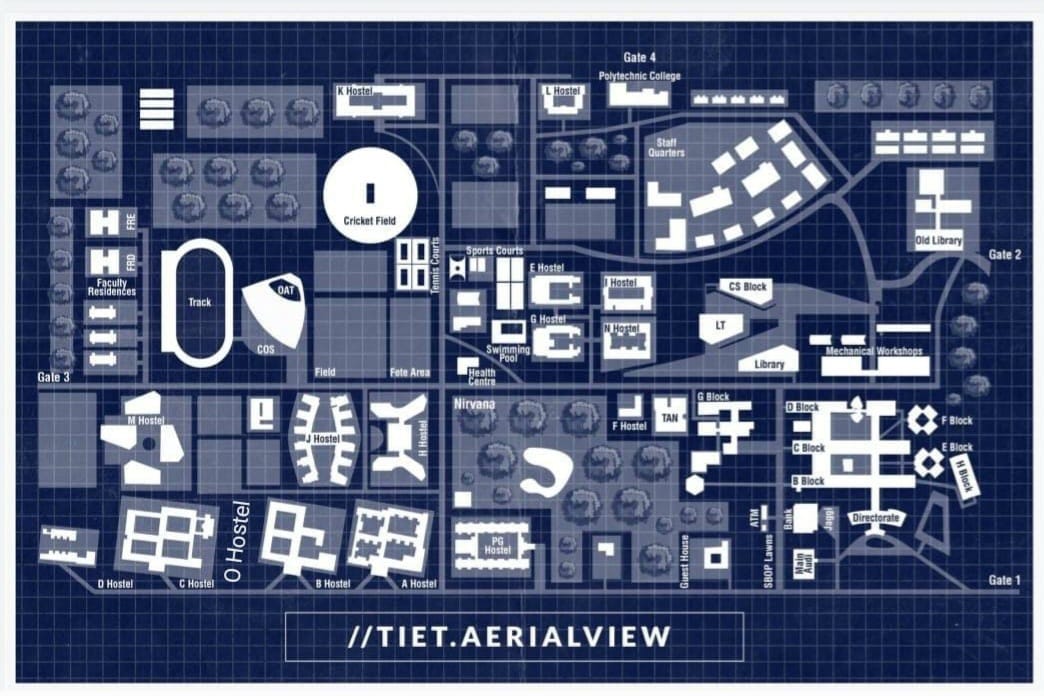 Gate 4
Polytechnic College
K Hostel
L Hostel
Staff
Quarters
Cricket Field
FRE
FRD
Faculty
Residences
Tennis Courts
Sports Courts
Old Library
Gate 2
E Hostel
I Hostel
CS Block
OAT
Track
COS
G Hostel
N Hostel
LT
Swimming
Pool
Mechanical Workshops
Library
Health
Centre
Field
Fete Area
Gate 3
Nirvana
M Hostel
J Hostel
H Hostel
F Hostel
TAN
G Block
D Block
F Block
C Block
E Block
B Block
H Block
O Hostel
PG
Hostel
Guest House
ATM
SBOP Lawns
Bank
Jaggi
Directorate
Main
Audi
D Hostel
C Hostel
B Hostel
A Hostel
Gate 1
//TIET.AERIALVIEW